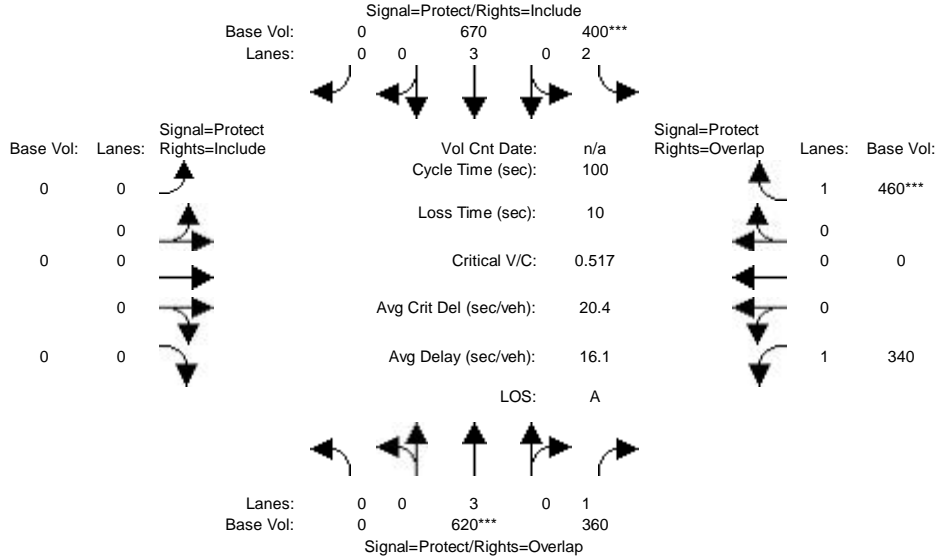 Signal=Protect/Rights=Include
Base Vol: 0 670 400***
Lanes: 0 0 3 0 2
Signal=Protect
Base Vol: Lanes: Rights=Include
Vol Cnt Date: n/a
Signal=Protect
Rights=Overlap Lanes: Base Vol:
Cycle Time (sec): 100
0 0
1 460***
Loss Time (sec): 10
0
0
0 0
Critical V/C: 0.517
0 0
0
Avg Crit Del (sec/veh): 20.4
0
0 0
Avg Delay (sec/veh): 16.1
1 340
LOS: A
Lanes: 0 0 3 0 1
Base Vol: 0 620*** 360
Signal=Protect/Rights=Overlap